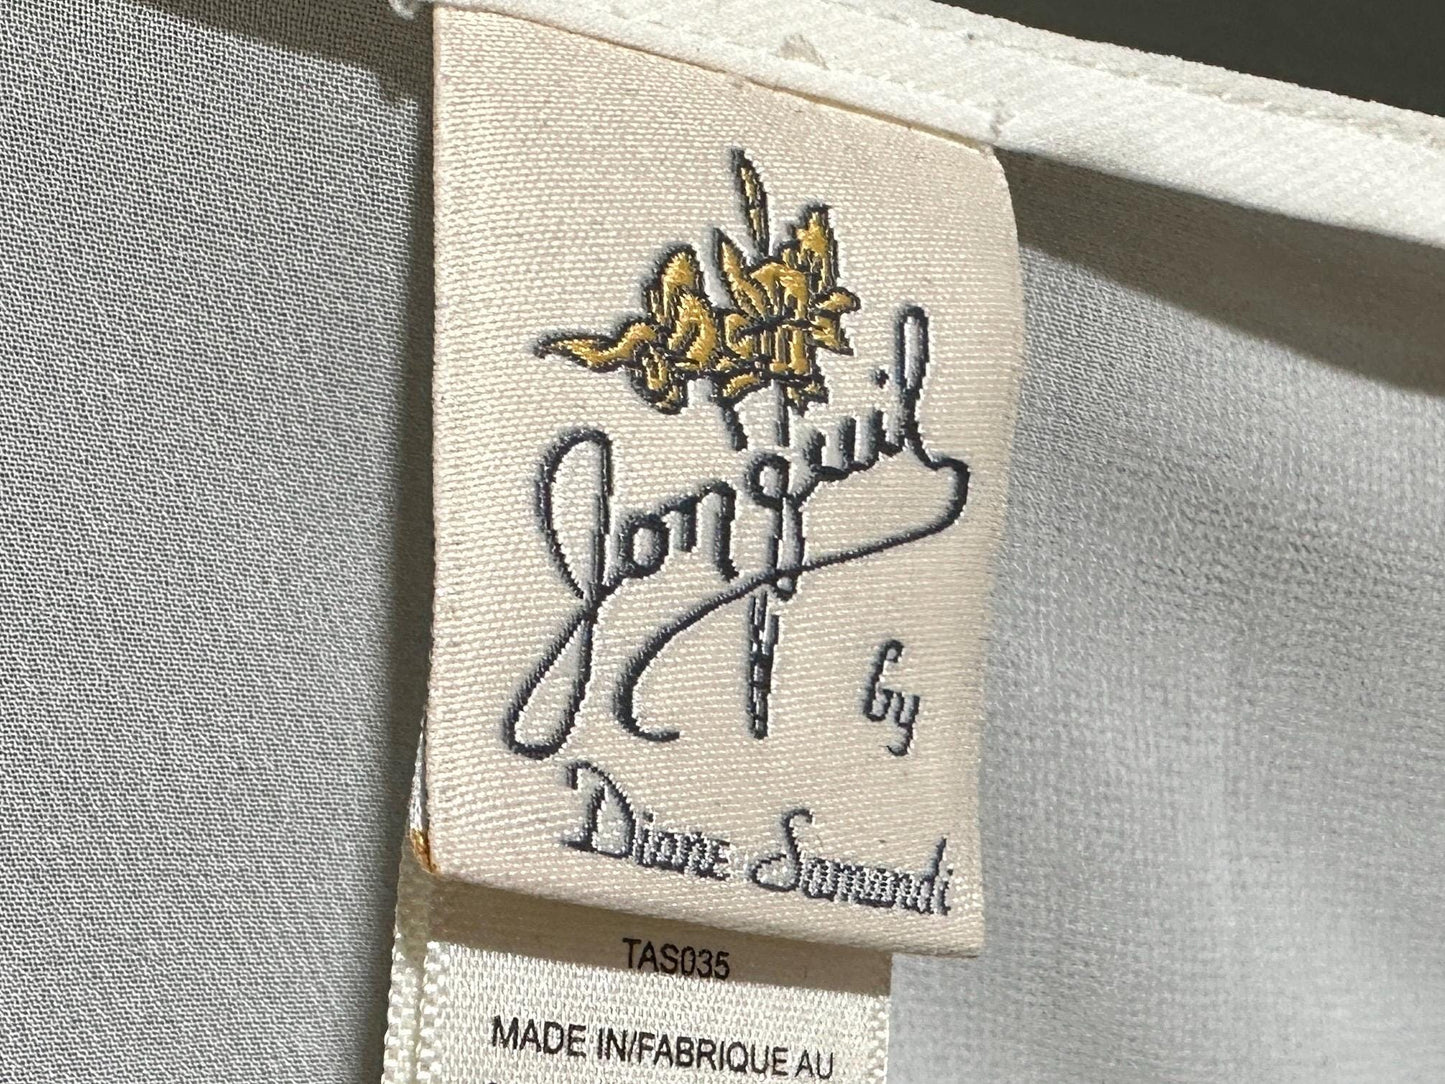 Jonquil
by
Diane Samandi
TAS035
MADE IN/FABRIQUE AU